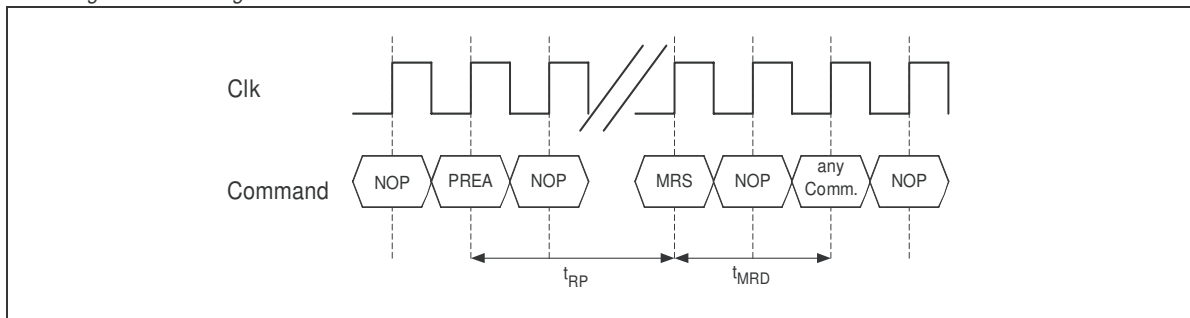 Clk
Command
NOP PREA NOP MRS NOP any Comm. NOP
tRP tMRD